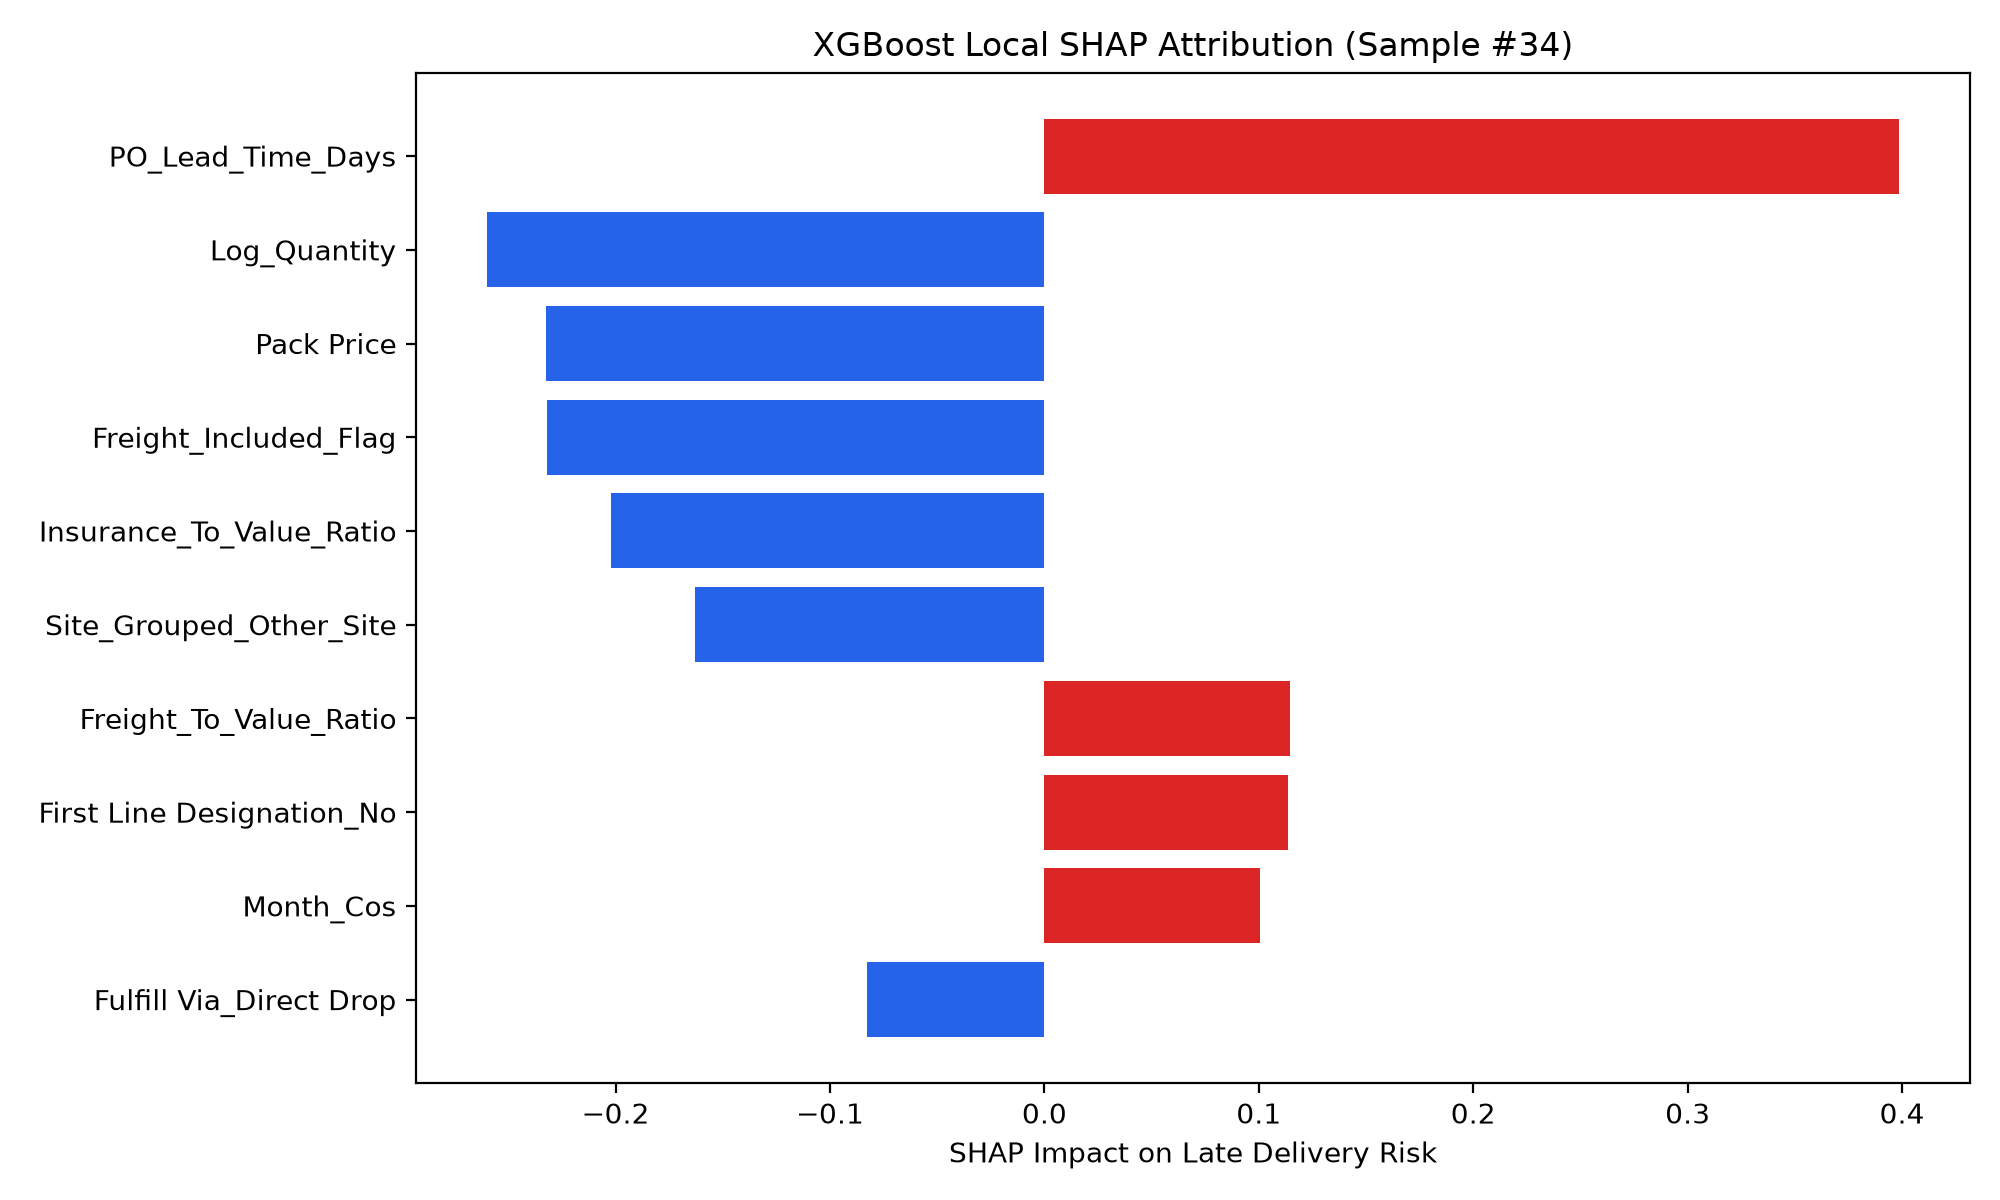 XGBoost Local SHAP Attribution (Sample #34)
PO_Lead_Time_Days
Log_Quantity
Pack Price
Freight_Included_Flag
Insurance_To_Value_Ratio
Site_Grouped_Other_Site
Freight_To_Value_Ratio
First Line Designation_No
Month_Cos
Fulfill Via_Direct Drop
−0.2 −0.1 0.0 0.1 0.2 0.3 0.4
SHAP Impact on Late Delivery Risk